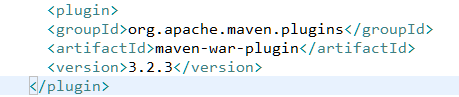 <plugin>
<groupId>org.apache.maven.plugins</groupId>
<artifactId>maven-war-plugin</artifactId>
<version>3.2.3</version>
</plugin>